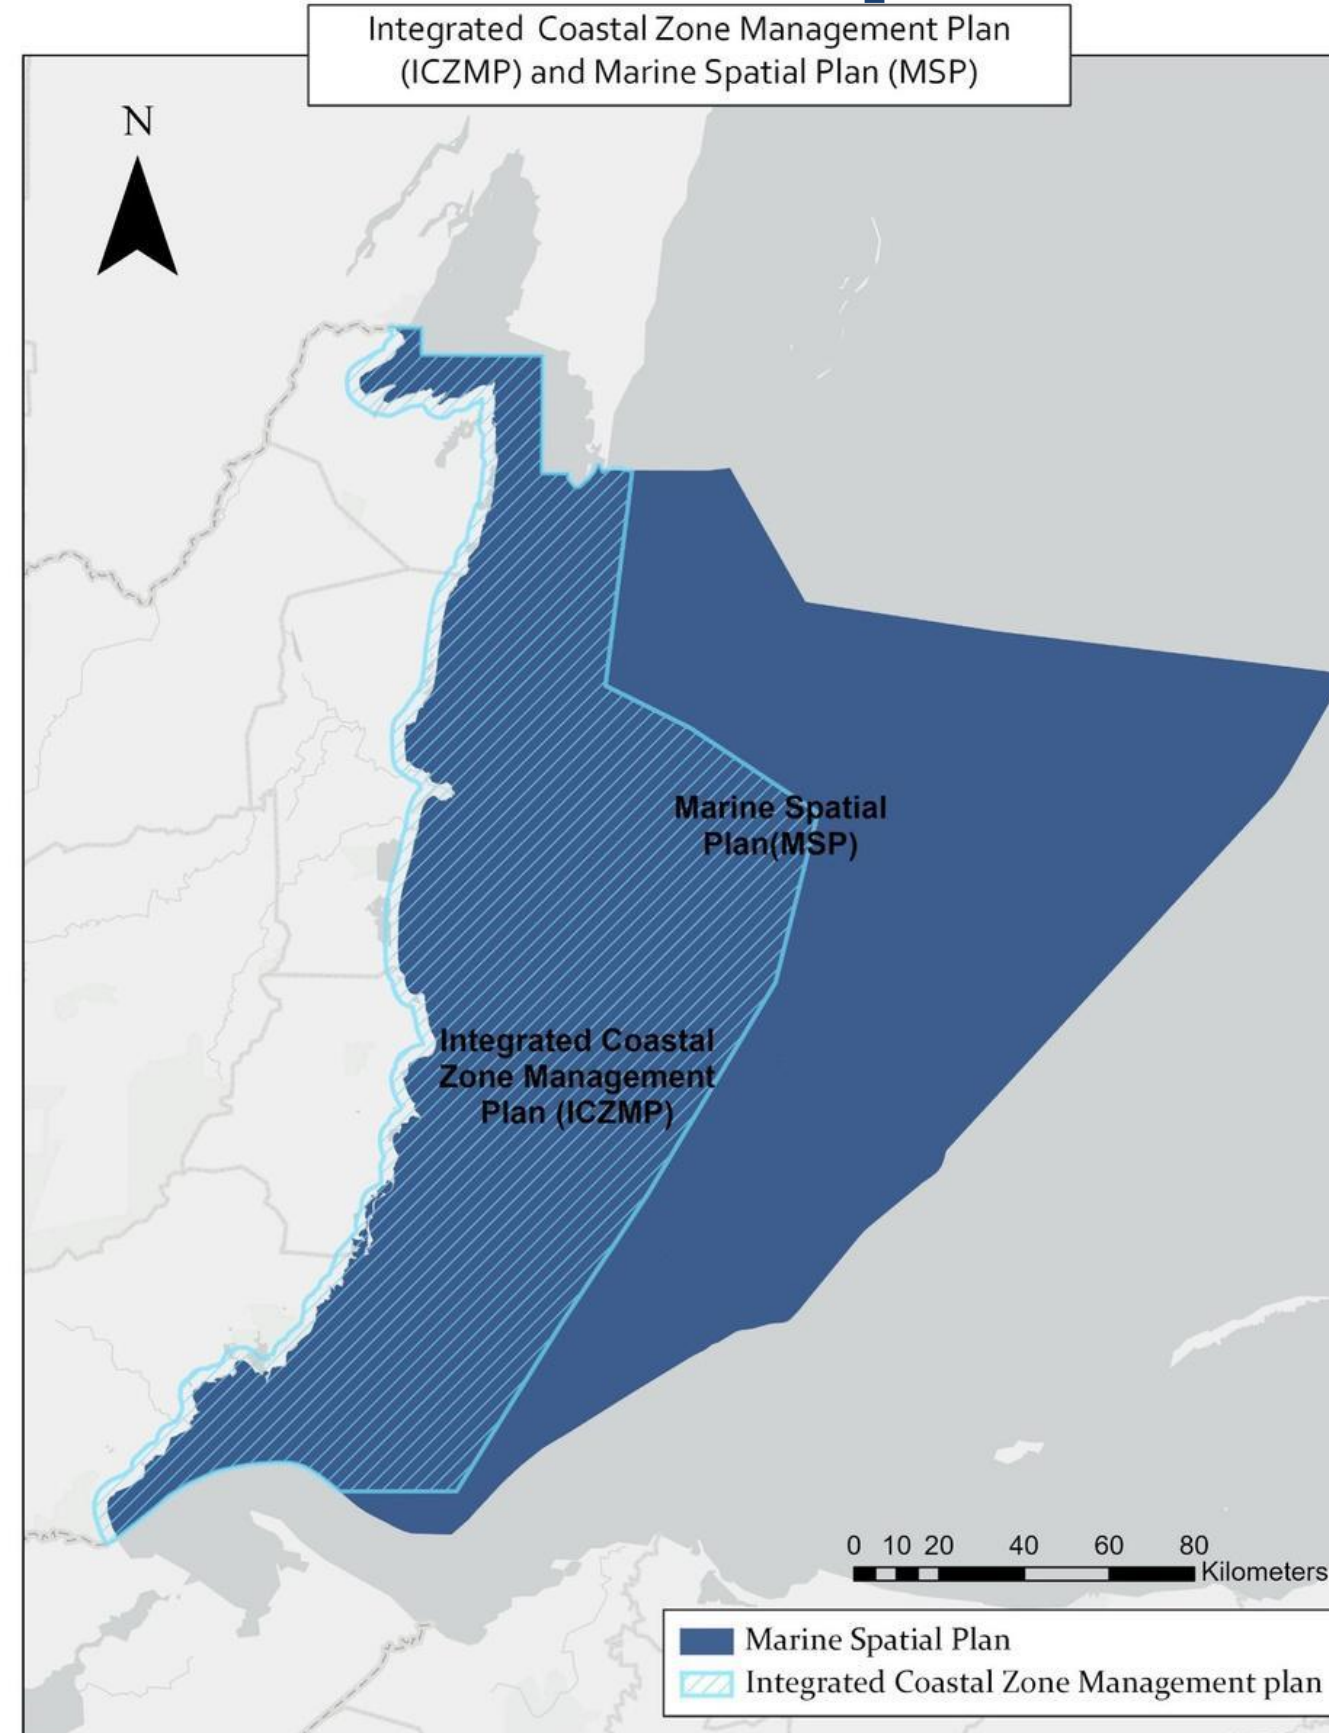 Integrated Coastal Zone Management Plan
(ICZMP) and Marine Spatial Plan (MSP)
N
Marine Spatial
Plan(MSP)
Integrated Coastal
Zone Management
Plan (ICZMP)
0 10 20 40 60 80
Kilometers
Marine Spatial Plan
Integrated Coastal Zone Management plan